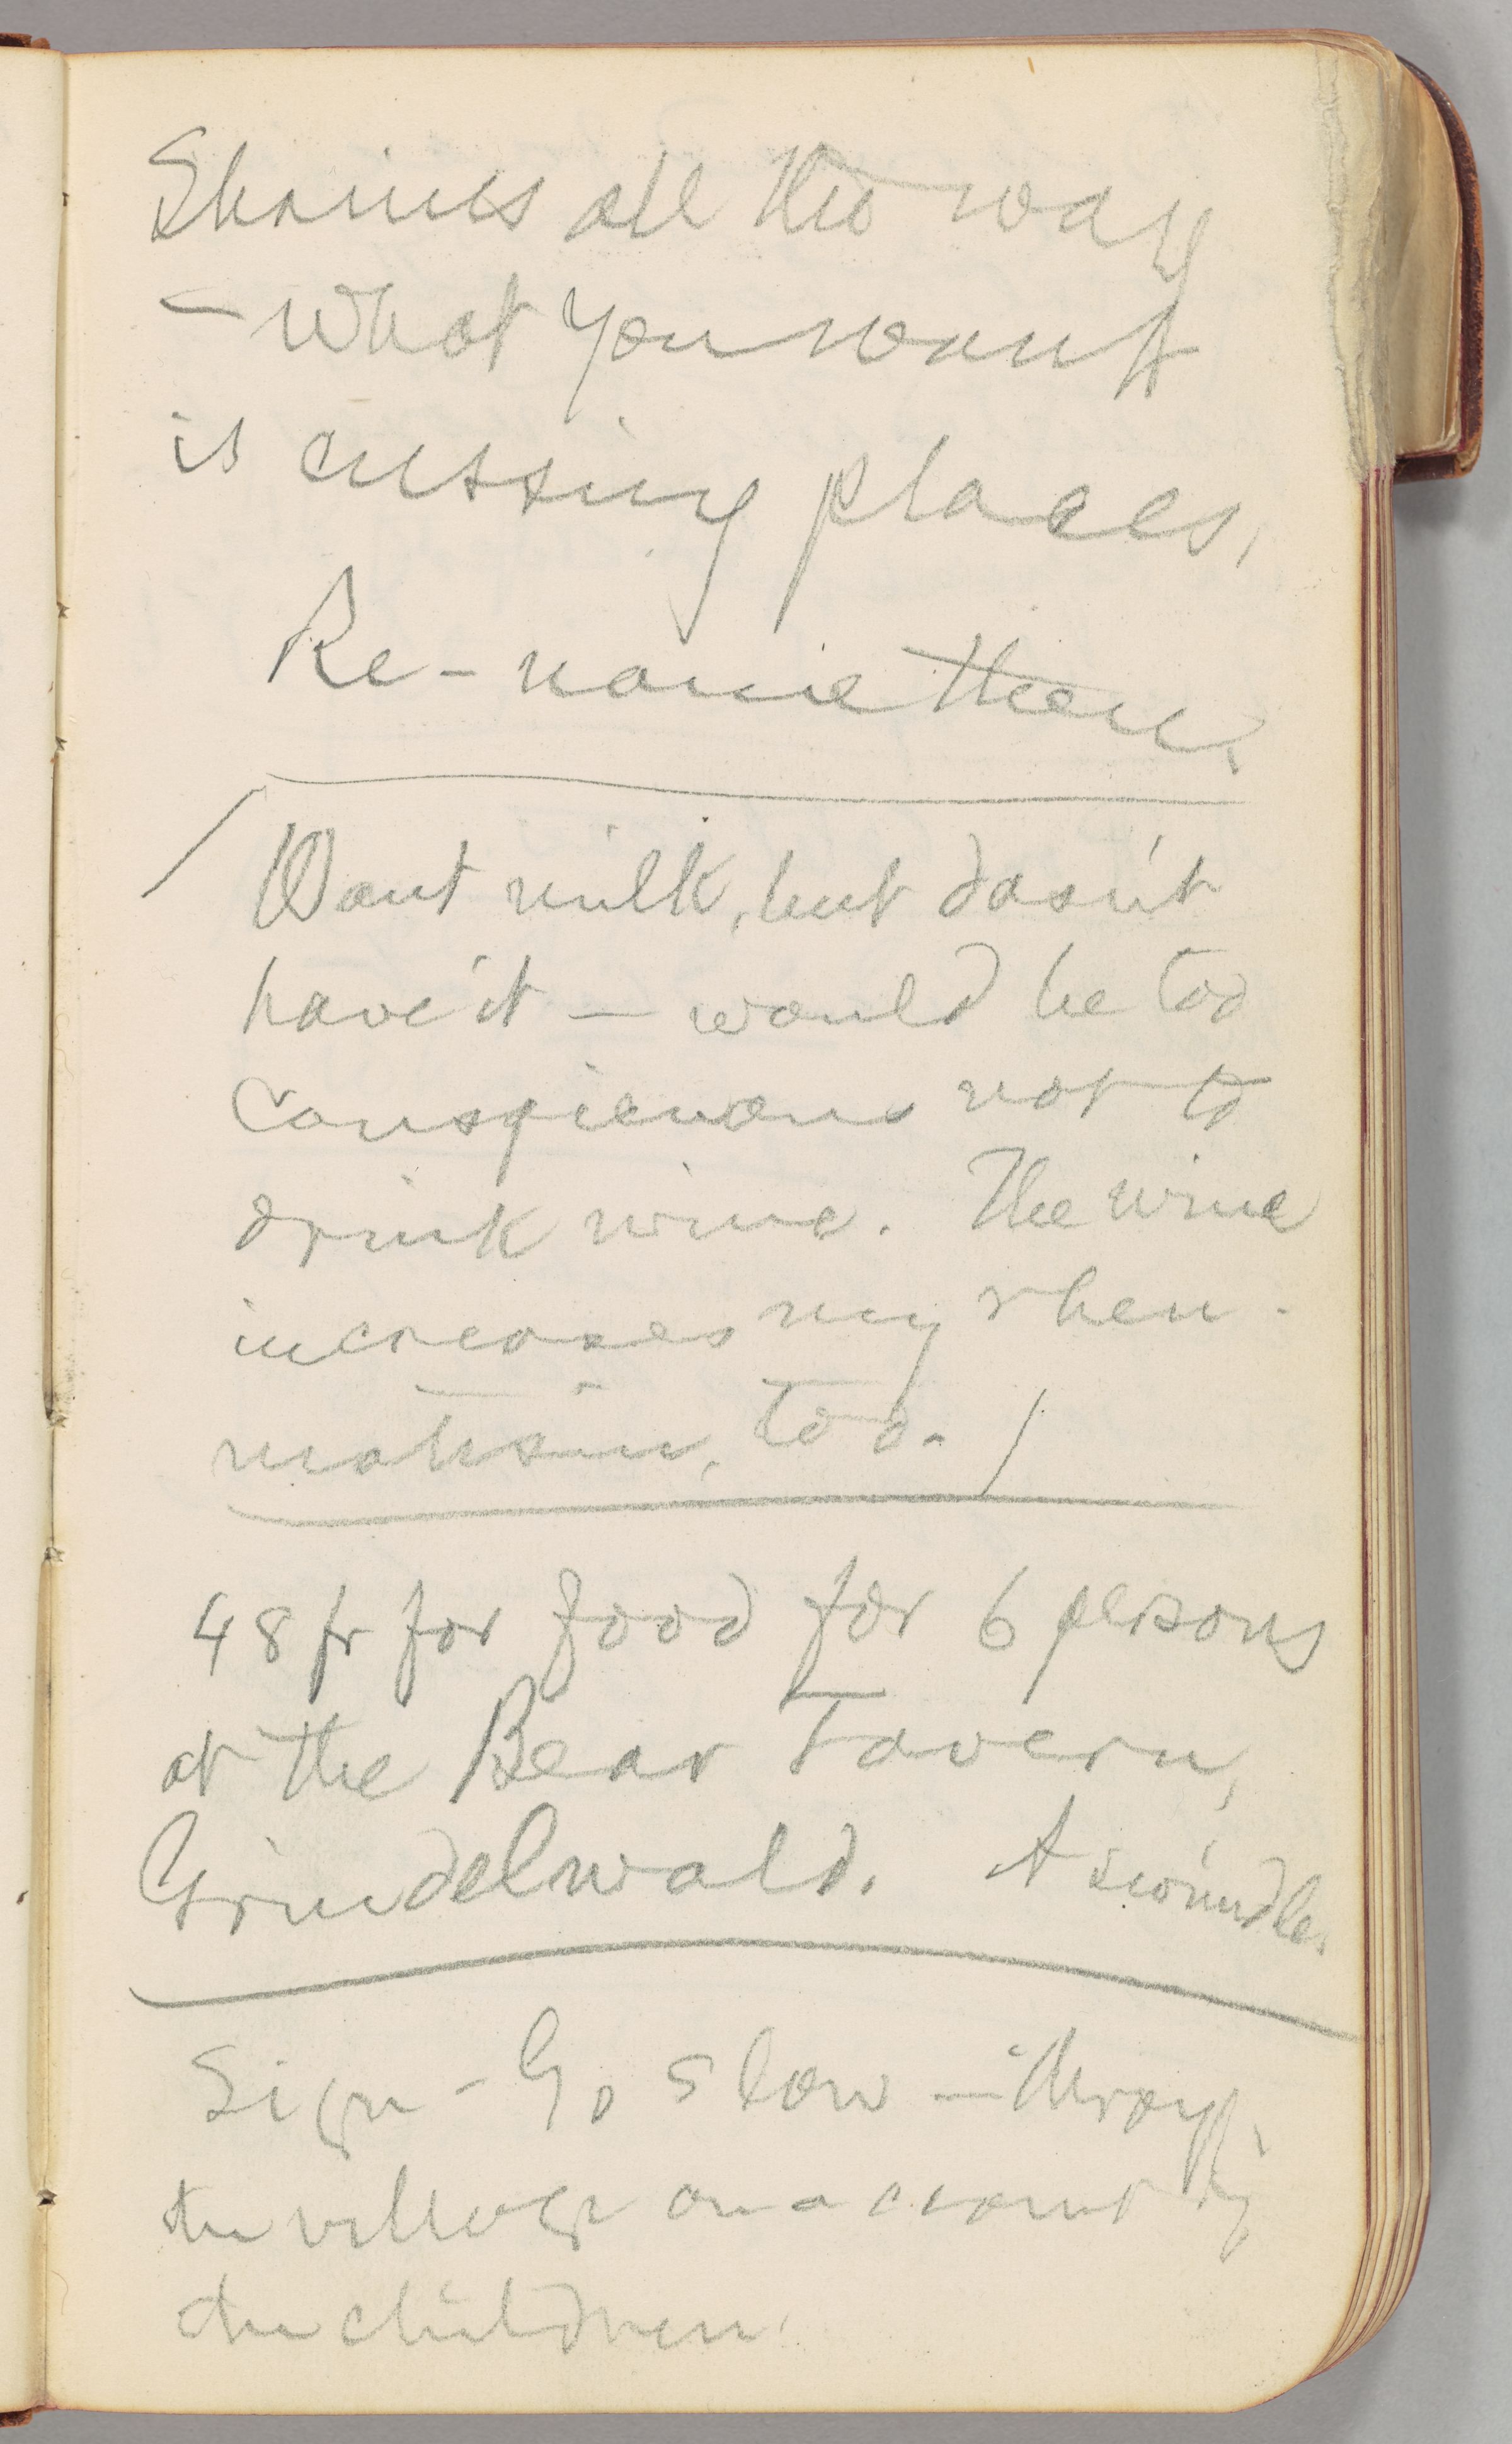 Shrines all the way
— What you want
is cussing places,
Re-name them.
Want milk, but dasn't
have it — would be too
conspicuous not to
drink wine. The wine
increases my rheu-
matism, too.
48 fr for food for 6 persons
at the Bear Tavern,
Grindelwald. A swindle.
Sign - Go slow —
the village on account of
the children.